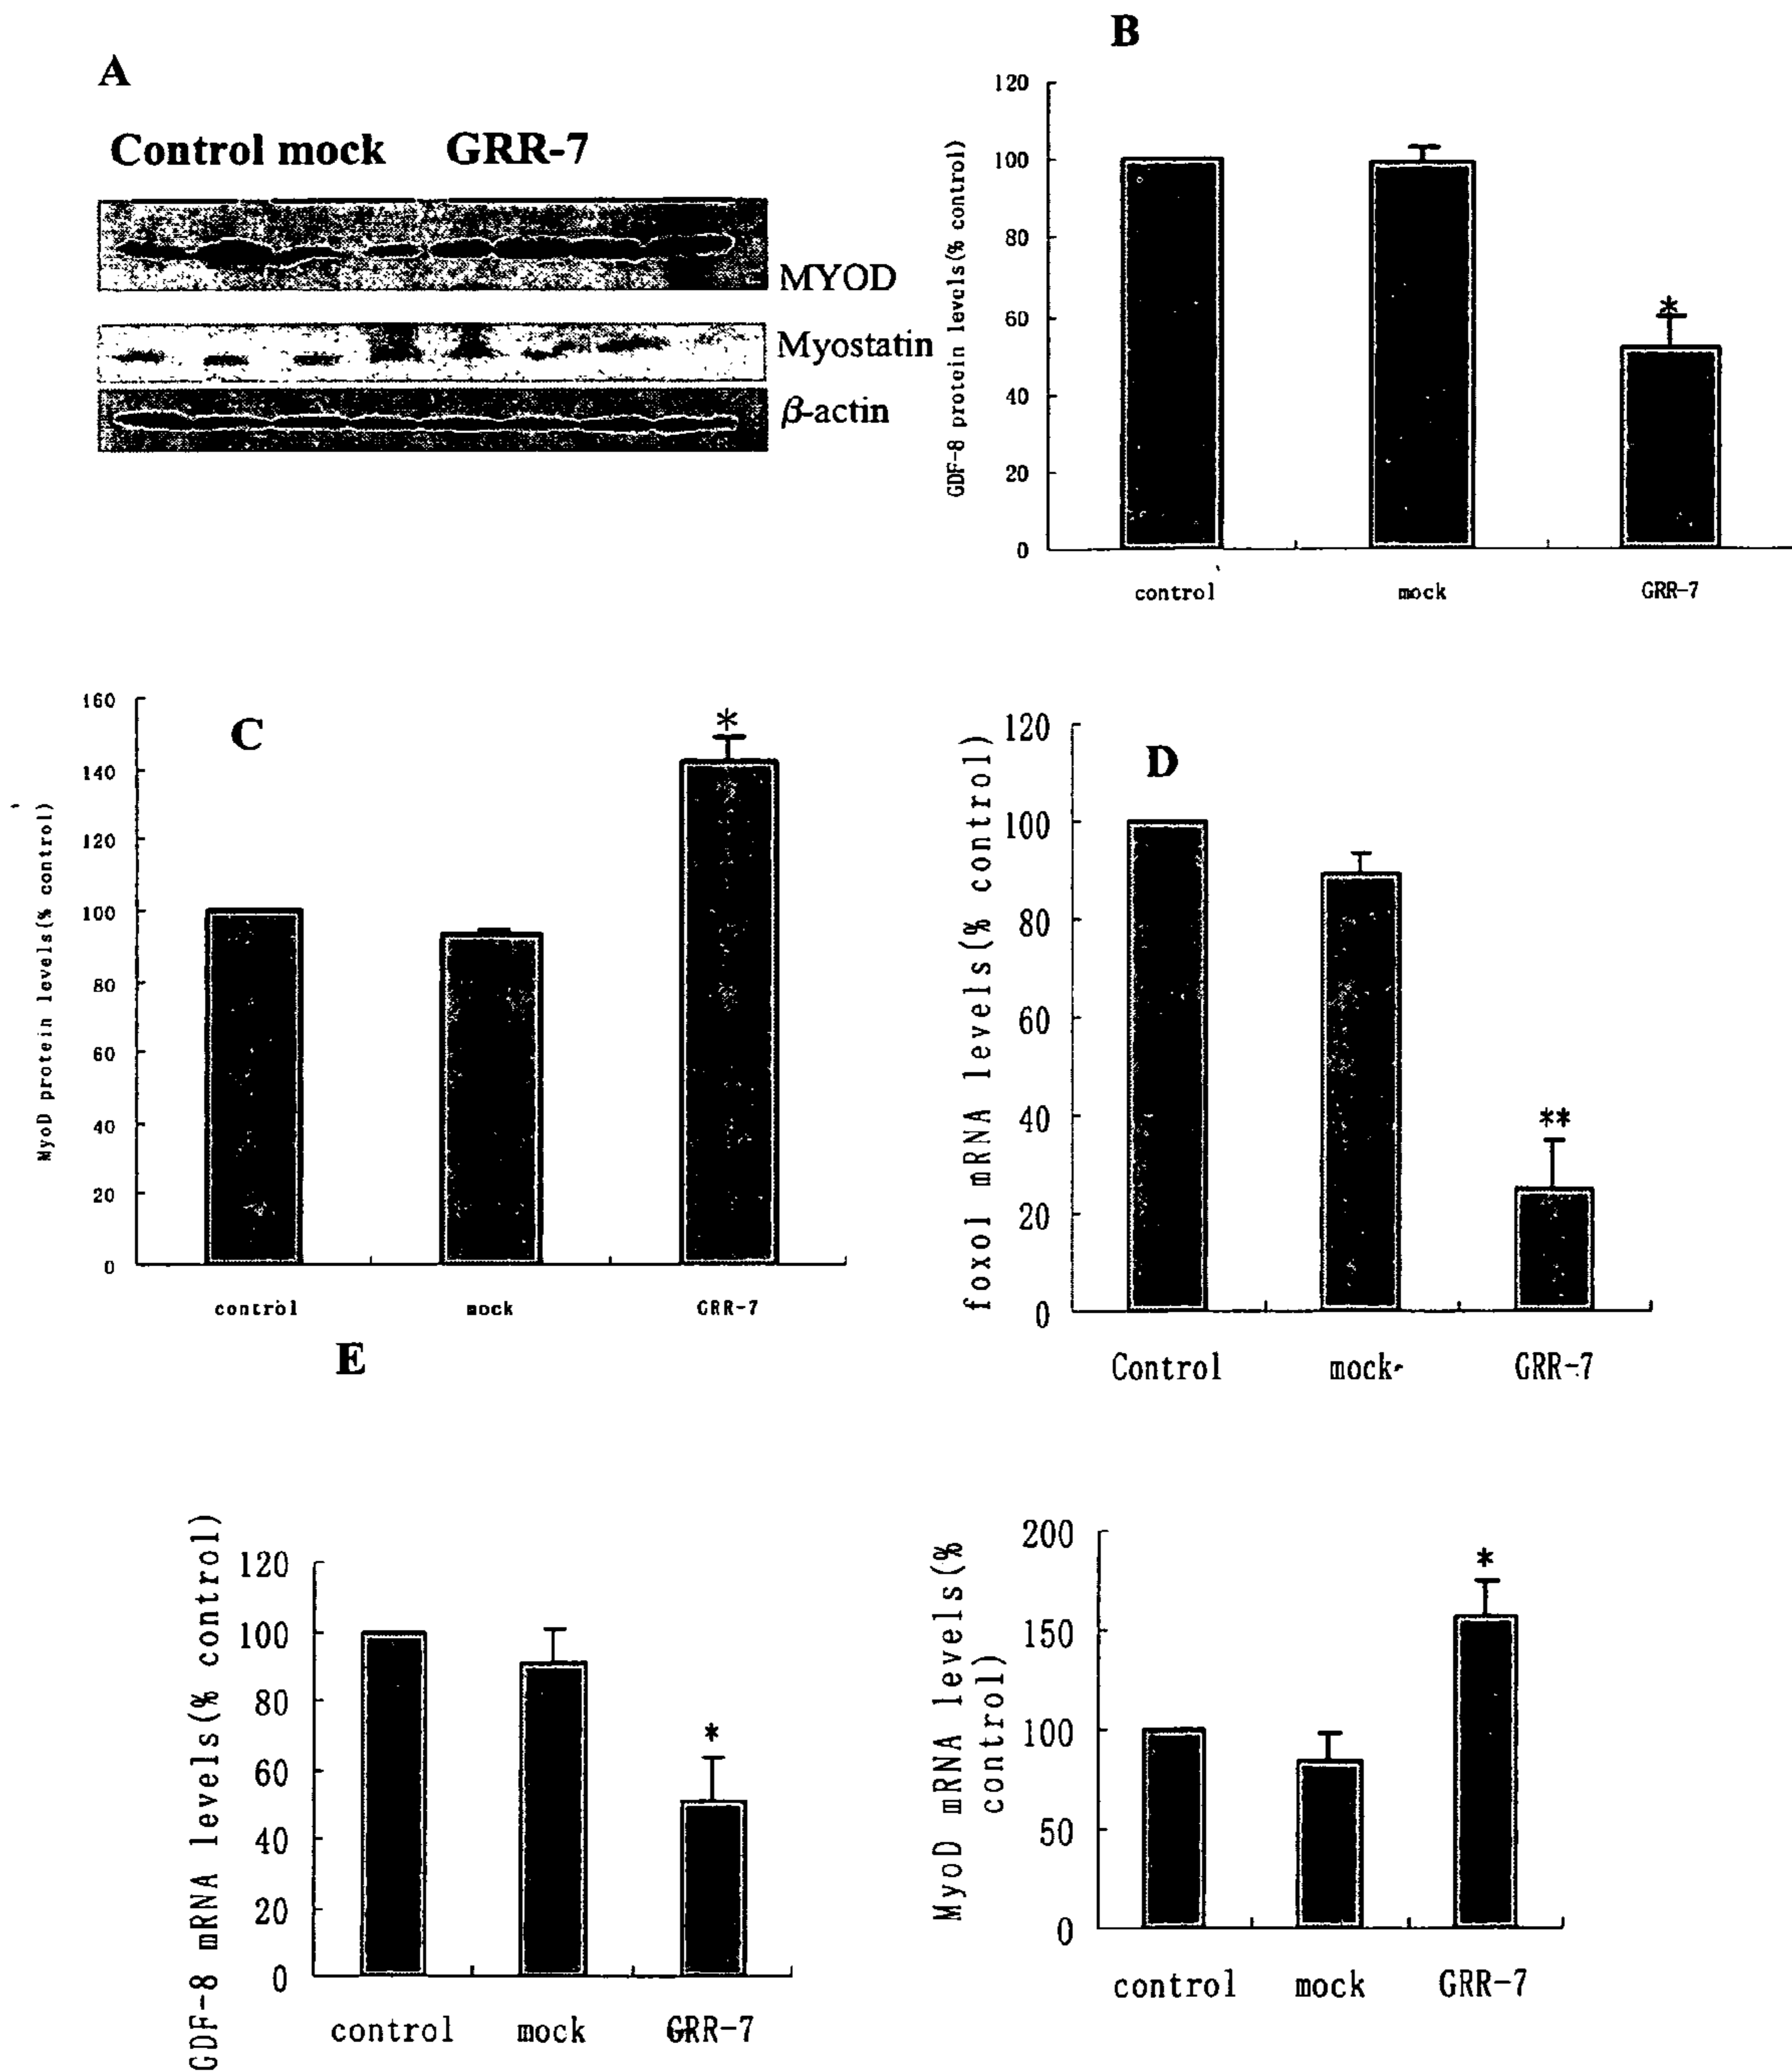 A
Control mock GRR-7
MYOD
Myostatin
β-actin
B
GDF-8 protein levels(% control)
120
100
80
60
40
20
0
*
control
mock
GRR-7
C
MyoD protein levels(% control)
160
140
120
100
80
60
40
20
0
*
control
mock
GRR-7
D
foxo1 mRNA levels(% control)
120
100
80
60
40
20
0
**
Control
mock
GRR-7
E
GDF-8 mRNA levels(% control)
120
100
80
60
40
20
0
*
control
mock
GRR-7
MyoD mRNA levels(%
control)
200
150
100
50
0
*
control
mock
GRR-7